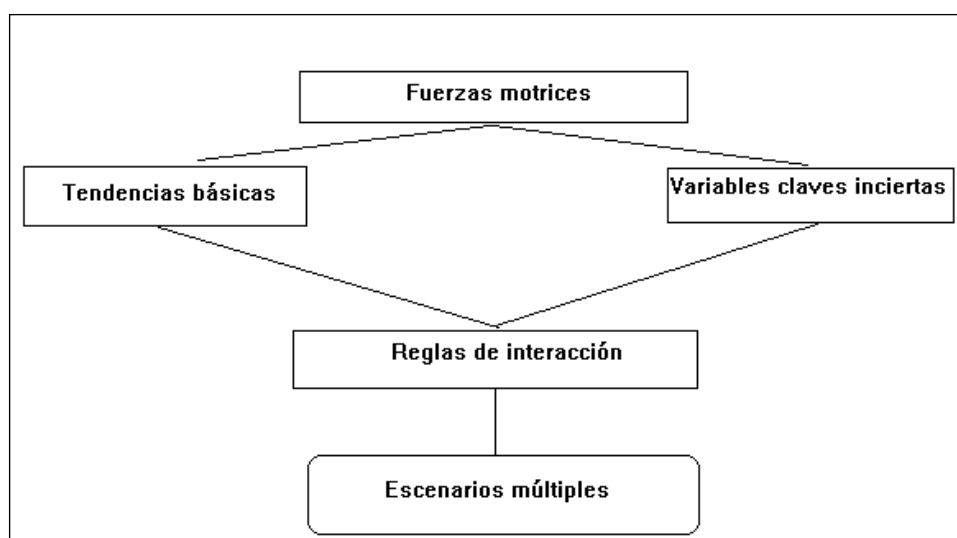 Fuerzas motrices
Tendencias básicas
Variables claves inciertas
Reglas de interacción
Escenarios múltiples